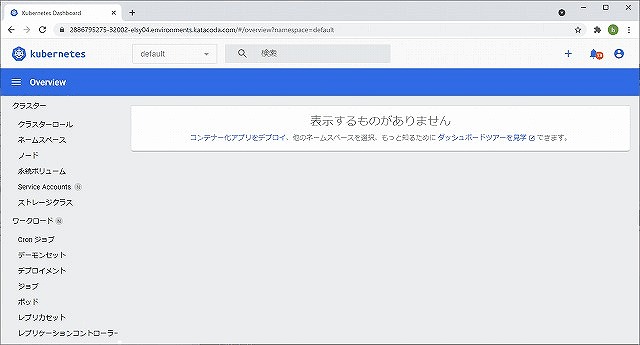 Kubernetes Dashboard
2886795275-32002-elsy04.environments.katacoda.com/#/overview?namespace=default
kubernetes
default
検索
Overview
クラスター
クラスターロール
ネームスペース
ノード
永続ボリューム
Service Accounts N
ストレージクラス
ワークロード N
Cron ジョブ
デーモンセット
デプロイメント
ジョブ
ポッド
レプリカセット
レプリケーションコントローラー
表示するものがありません
コンテナー化アプリをデプロイ、他のネームスペースを選択、もっと知るために ダッシュボードツアーを見学 できます。